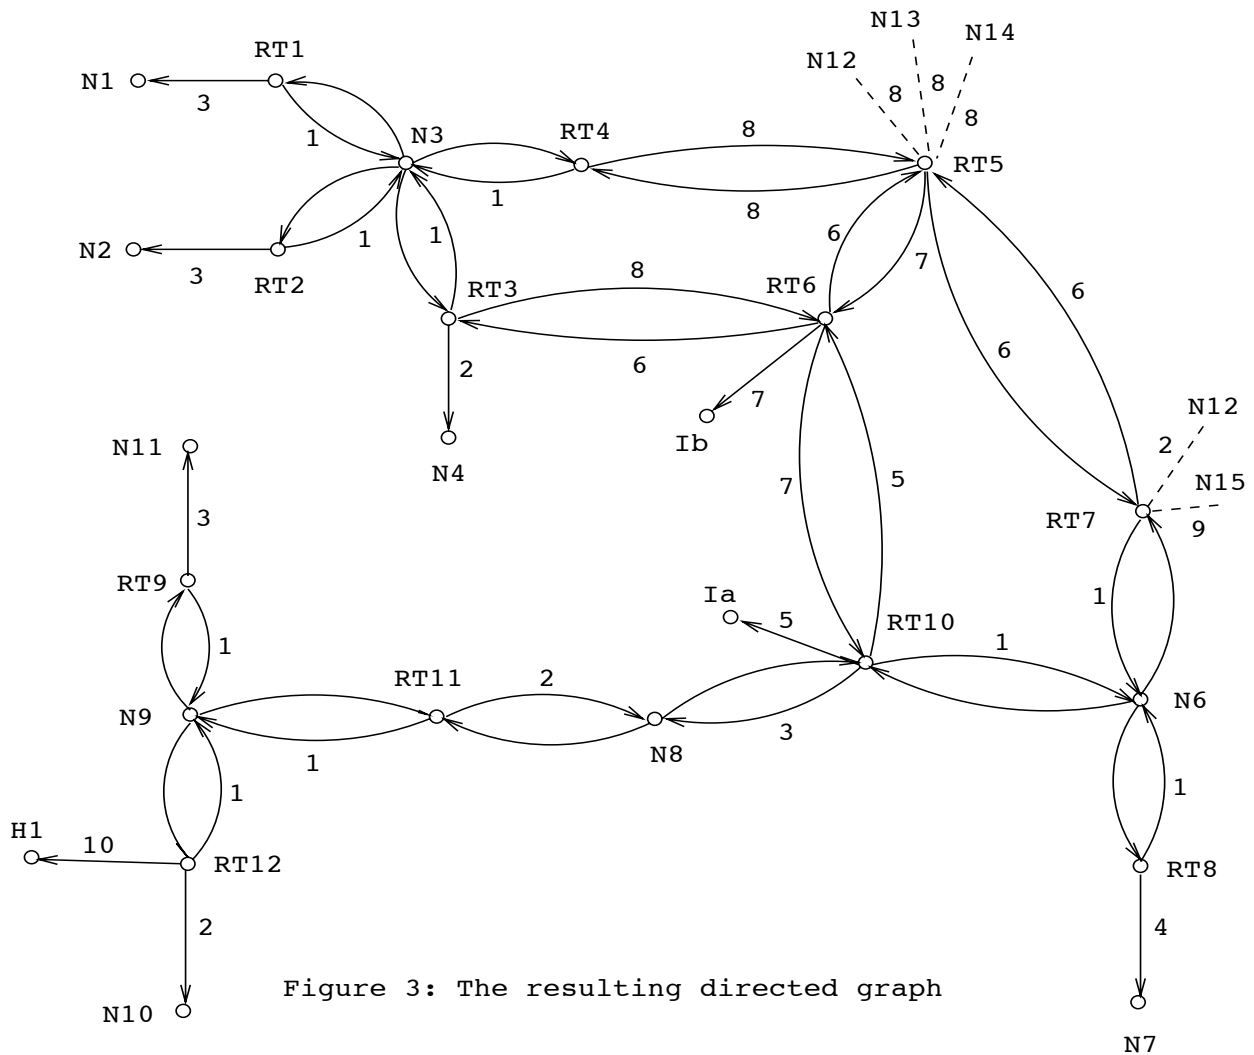 N13
N14
RT1
N12
N1
8
8
3
8
1
N3
RT4
8
RT5
1
8
1
1
6
N2
3
RT2
7
RT3
8
RT6
6
6
6
2
7
N12
Ib
2
N11
N4
5
N15
7
3
RT7
9
RT9
Ia
1
5
RT10
1
1
RT11
2
N6
N9
3
N8
1
1
1
H1
10
RT12
RT8
2
4
Figure 3: The resulting directed graph
N10
N7